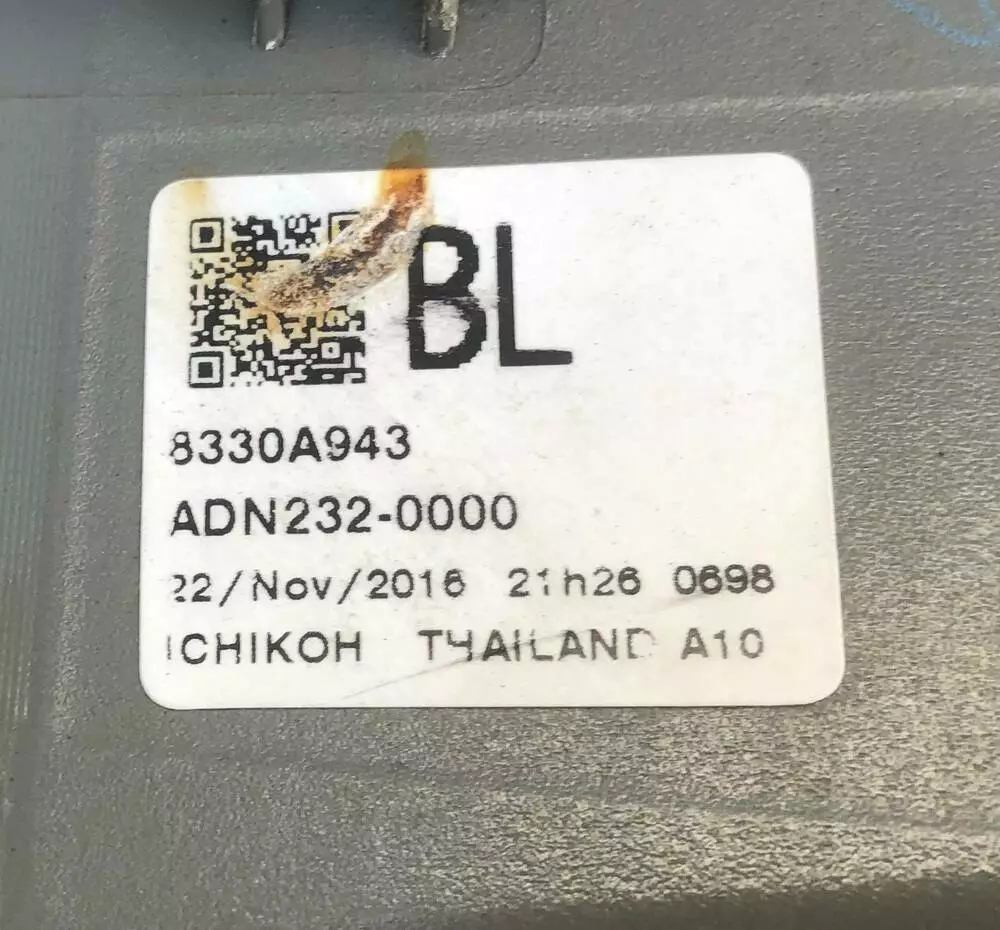 BL
8330A943
ADN232-0000
22/Nov/2016 21h26 0698
ICHIKOH THAILAND A10